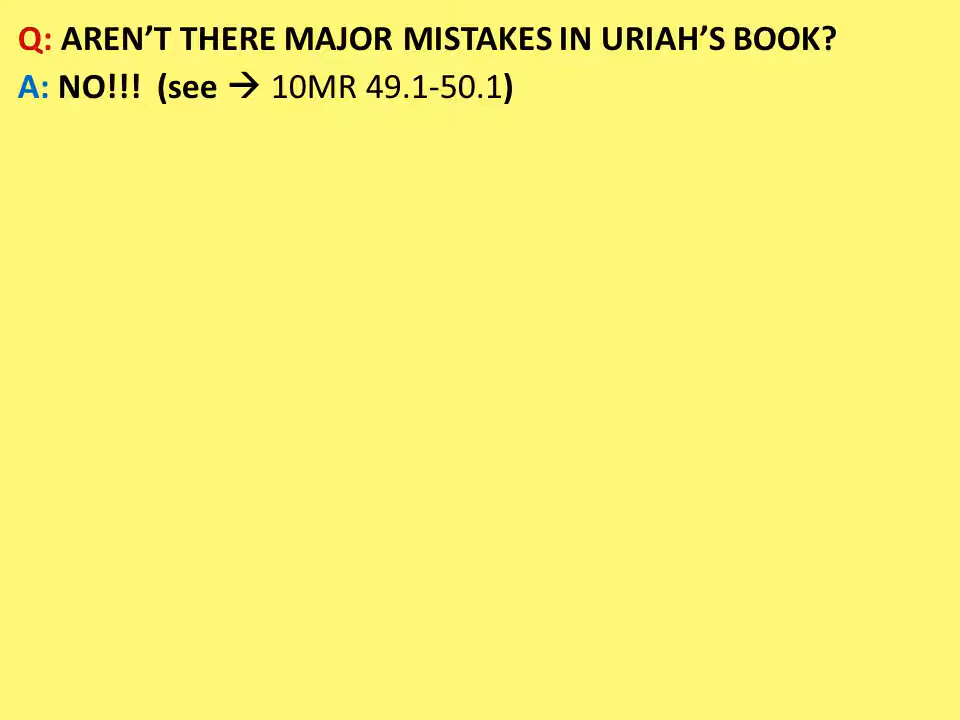 Q: AREN’T THERE MAJOR MISTAKES IN URIAH’S BOOK?
A: NO!!! (see → 10MR 49.1-50.1)